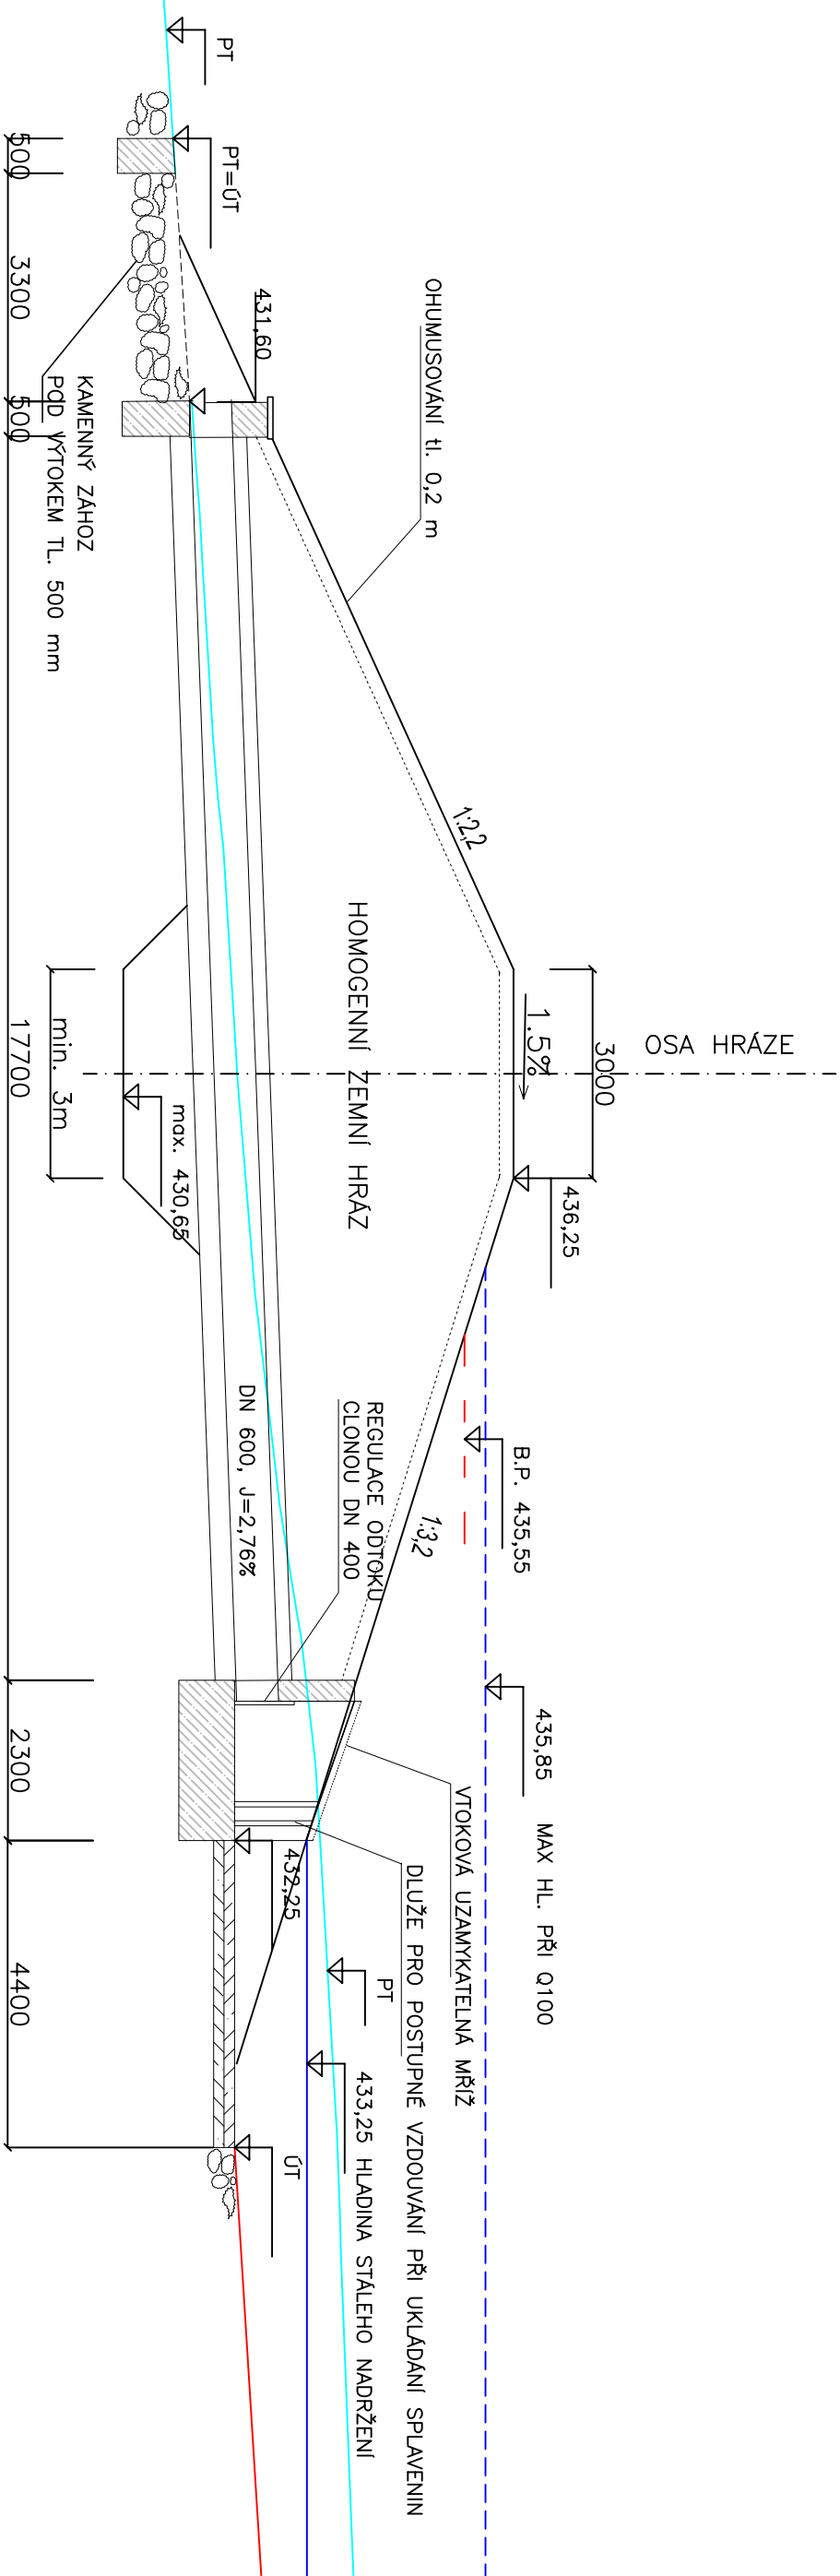 OSA HRÁZE
3000
1.5%
436,25
B.P. 435,55
435,85 MAX HL. PŘI Q100
OHUMUSOVÁNÍ tl. 0,2 m
1:2,2
1:3,2
HOMOGENNÍ ZEMNÍ HRÁZ
REGULACE ODTOKU
CLONOU DN 400
VTOKOVÁ UZAMYKATELNÁ MŘÍŽ
DLUŽE PRO POSTUPNÉ VZDOUVÁNÍ PŘI UKLÁDÁNÍ SPLAVENIN
PT
433,25 HLADINA STÁLEHO NADRŽENÍ
PT
PT=ÚT
431,60
DN 600, J=2,76%
432,25
ÚT
max. 430,65
min. 3m
KAMENNÝ ZÁHOZ
POD VÝTOKEM TL. 500 mm
500
3300
500
17700
2300
4400